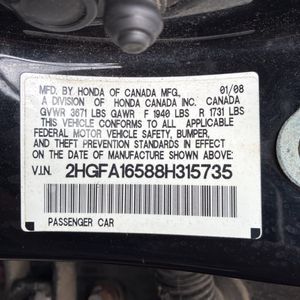 MFD. BY HONDA OF CANADA MFG., 01/08
A DIVISION OF HONDA CANADA INC. CANADA
GVWR 3671 LBS GAWR F 1940 LBS R 1731 LBS
THIS VEHICLE CONFORMS TO ALL APPLICABLE
FEDERAL MOTOR VEHICLE SAFETY, BUMPER,
AND THEFT PREVENTION STANDARDS IN EFFECT
ON THE DATE OF MANUFACTURE SHOWN ABOVE.
V.I.N. 2HGFA16588H315735
PASSENGER CAR